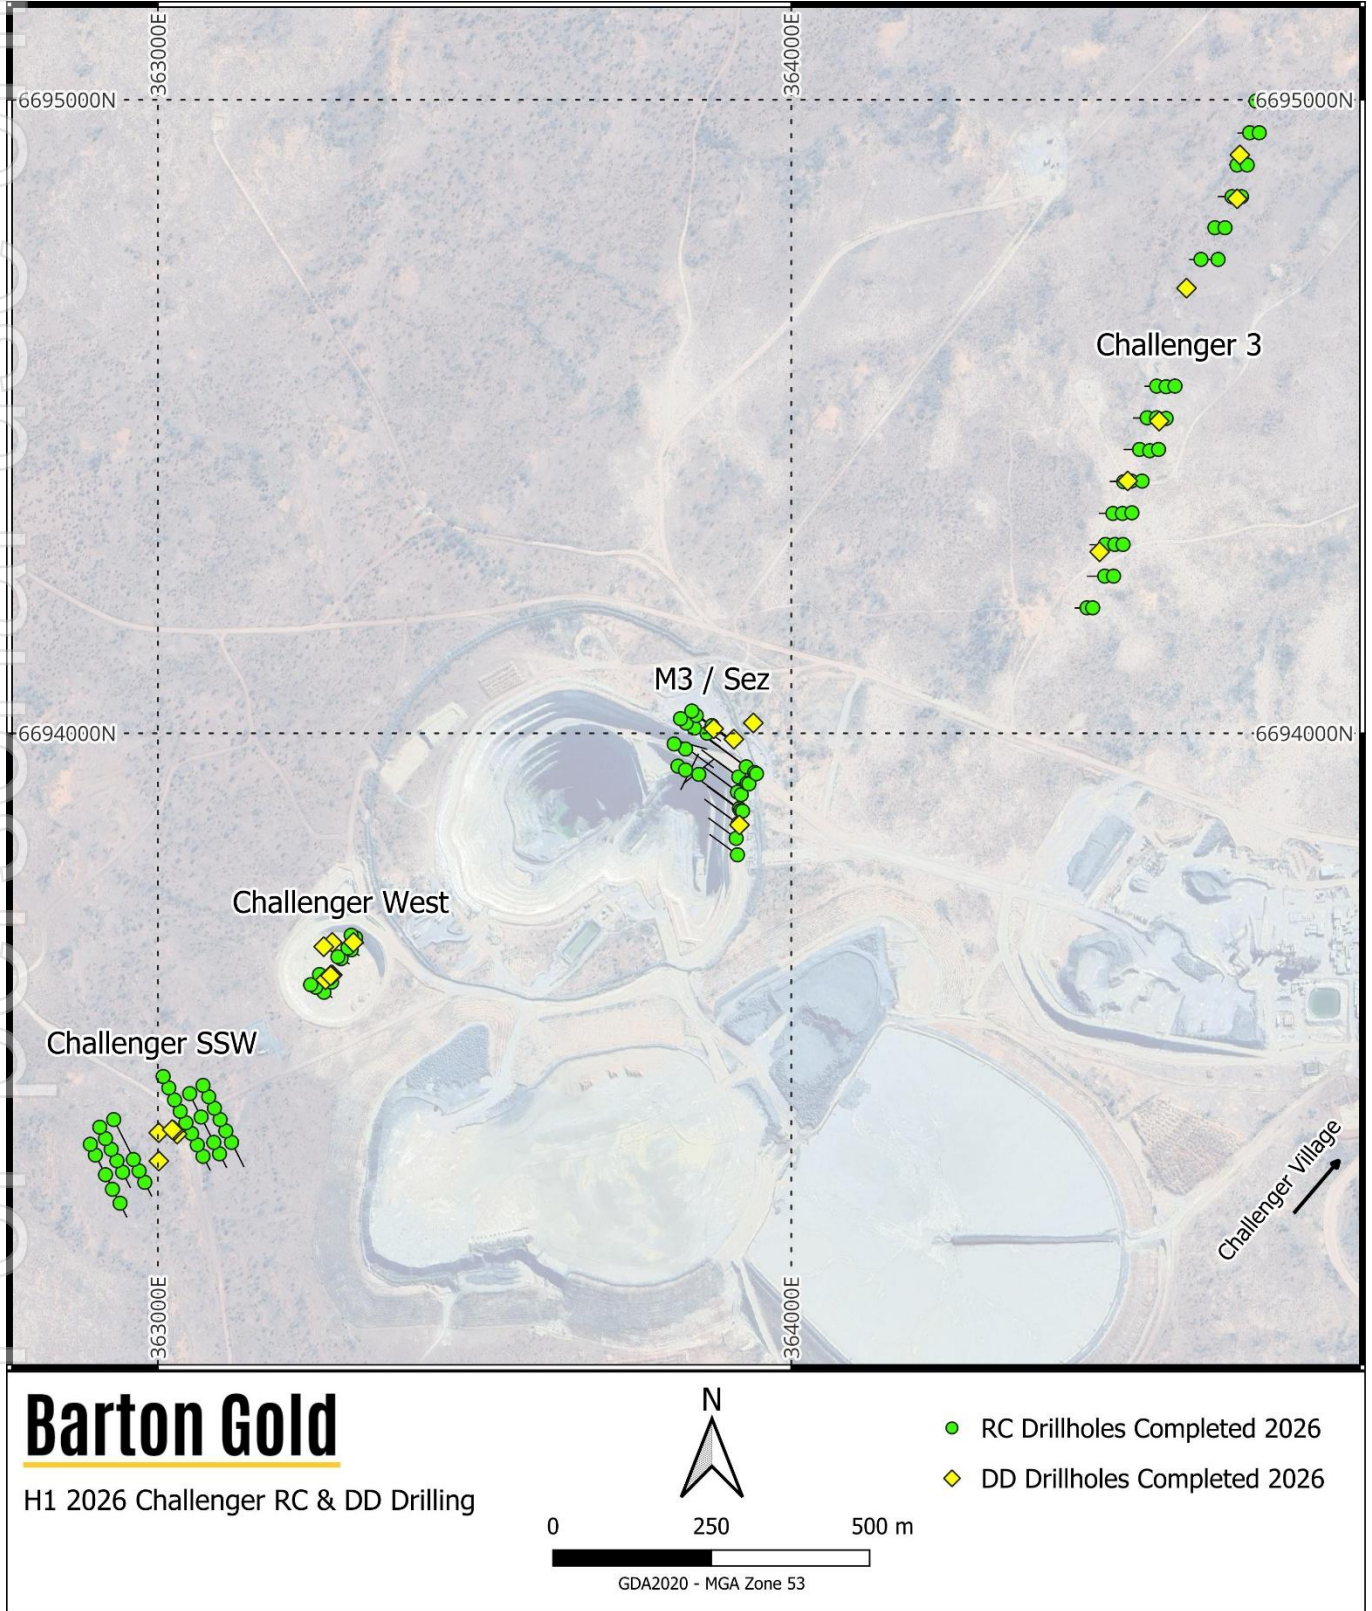 363000E
364000E
6695000N
6695000N
Challenger 3
M3 / Sez
6694000N
6694000N
Challenger West
Challenger SSW
Challenger Village
363000E
364000E
Barton Gold
H1 2026 Challenger RC & DD Drilling
N
0 250 500 m
GDA2020 - MGA Zone 53
RC Drillholes Completed 2026
DD Drillholes Completed 2026